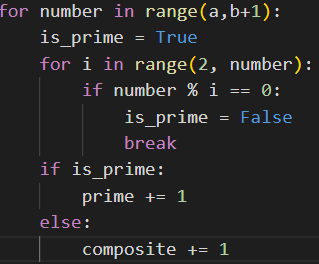 for number in range(a,b+1):
    is_prime = True
    for i in range(2, number):
        if number % i == 0:
            is_prime = False
            break
    if is_prime:
        prime += 1
    else:
        composite += 1